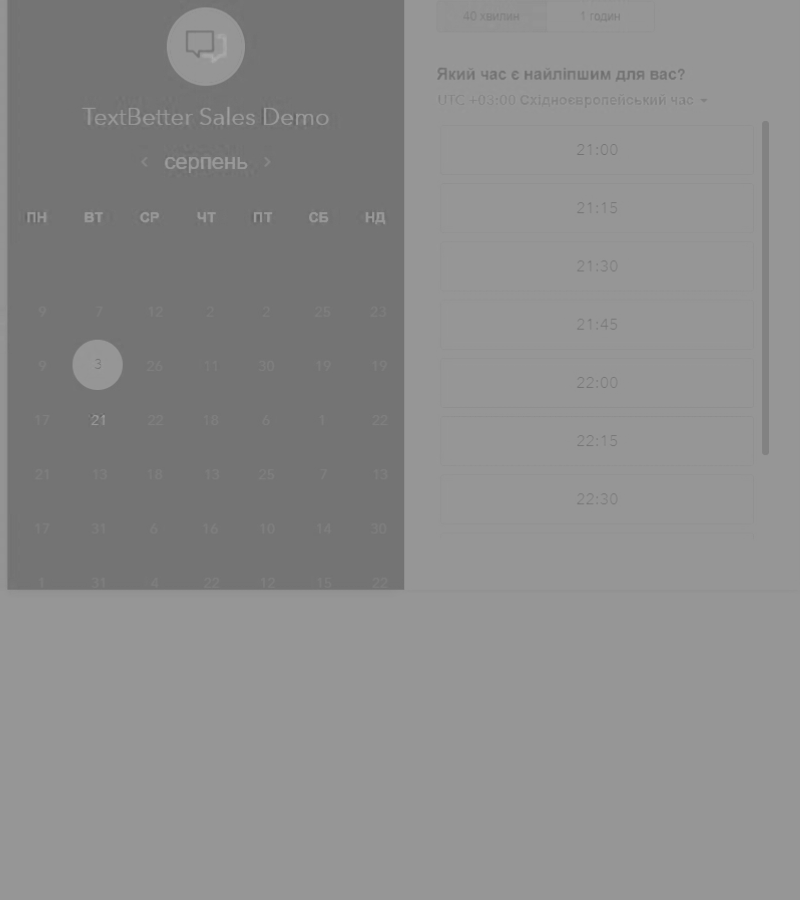 TextBetter Sales Demo
‹ серпень ›
ПН ВТ СР ЧТ ПТ СБ НД
9 7 12 2 2 25 23
9 3 26 11 30 19 19
17 21 22 18 6 1 22
21 13 18 13 25 7 13
17 31 6 16 10 14 30
1 31 4 22 12 15 22
40 хвилин 1 годин
Який час є найліпшим для вас?
UTC +03:00 Східноєвропейський час
21:00
21:15
21:30
21:45
22:00
22:15
22:30